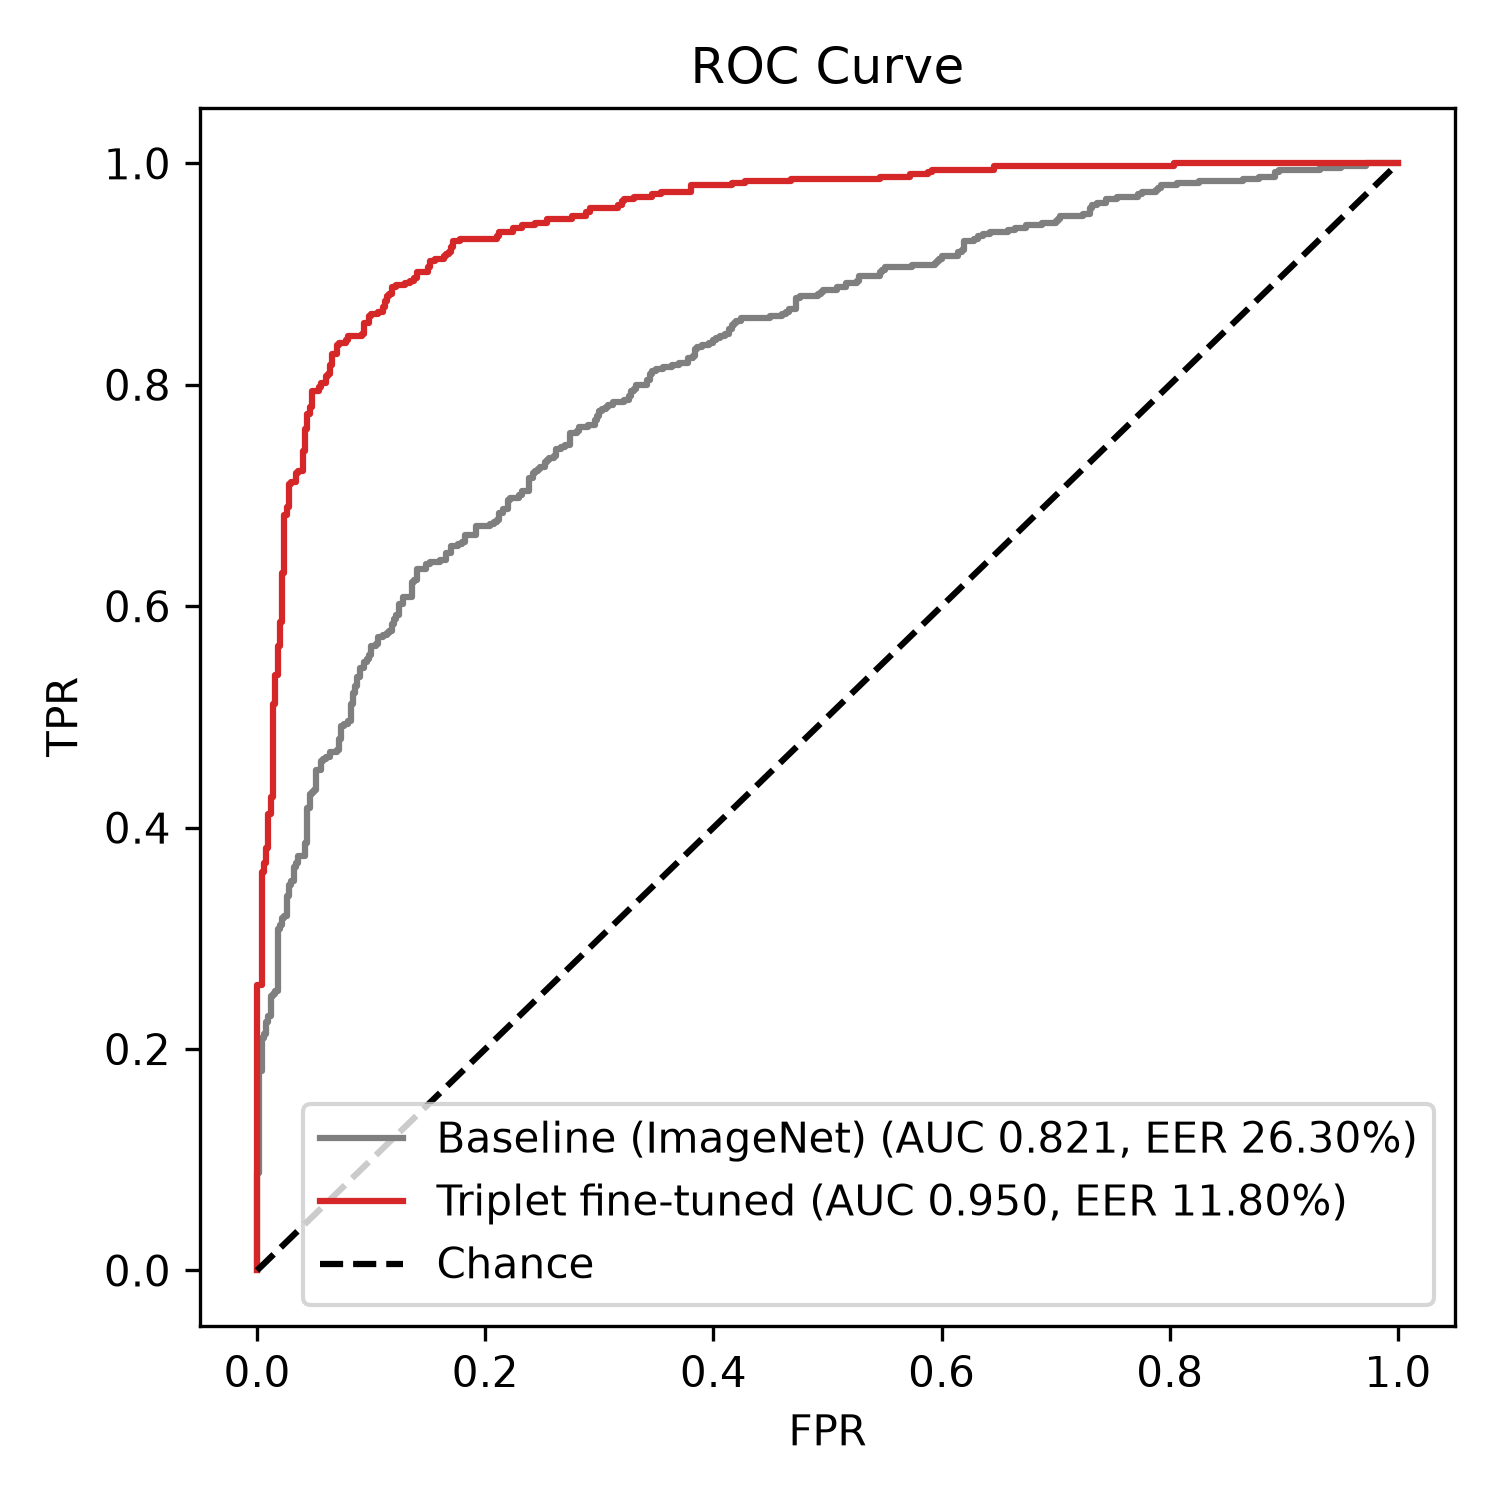 ROC Curve
1.0
0.8
0.6
0.4
0.2
0.0
TPR
Baseline (ImageNet) (AUC 0.821, EER 26.30%)
Triplet fine-tuned (AUC 0.950, EER 11.80%)
Chance
0.0 0.2 0.4 0.6 0.8 1.0
FPR